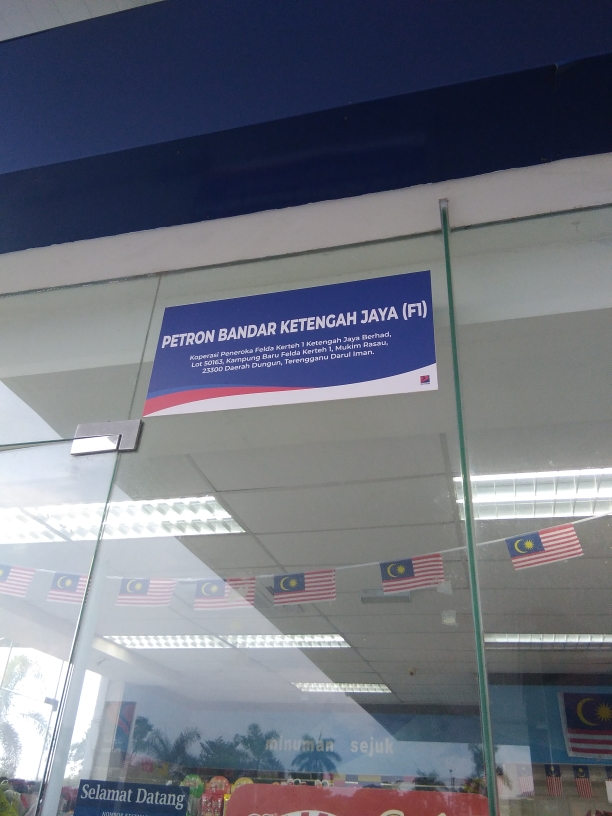 PETRON BANDAR KETENGAH JAYA (F1)
Koperasi Peneroka Felda Kerteh 1 Ketengah Jaya Berhad,
Lot 50163, Kampung Baru Felda Kerteh 1, Mukim Rasau,
23300 Daerah Dungun, Terengganu Darul Iman.
minuman sejuk
Selamat Datang